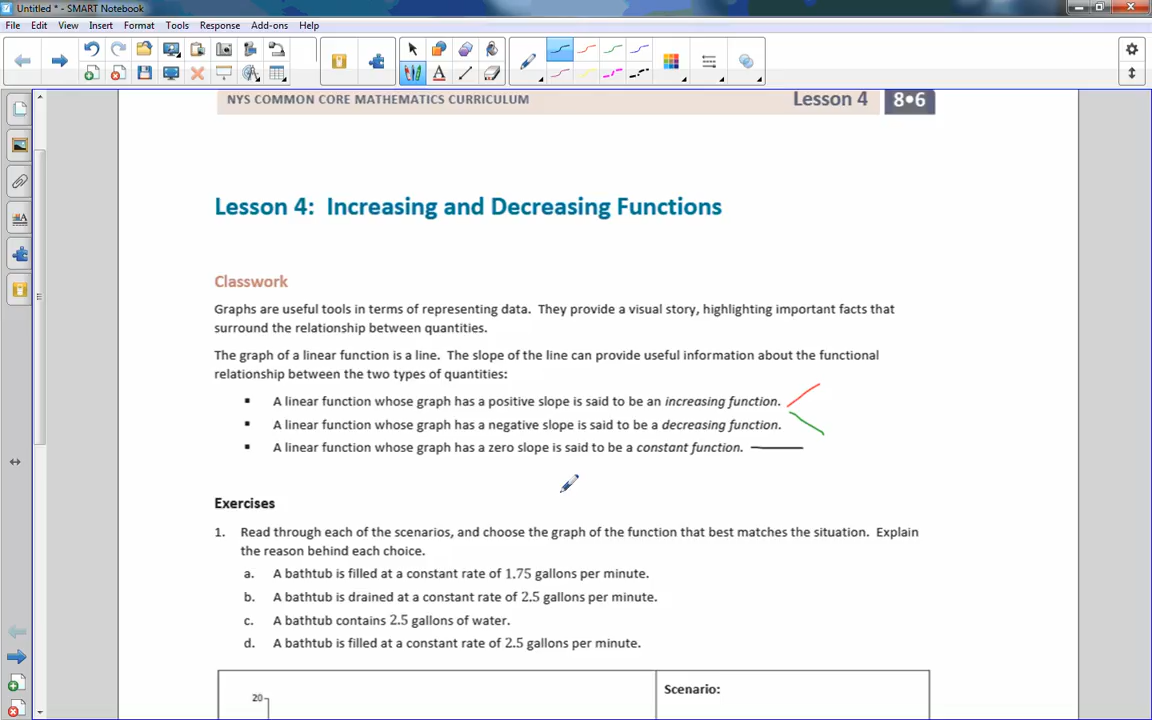 Untitled * - SMART Notebook
File Edit View Insert Format Tools Response Add-ons Help
NYS COMMON CORE MATHEMATICS CURRICULUM Lesson 4 8•6
Lesson 4: Increasing and Decreasing Functions
Classwork
Graphs are useful tools in terms of representing data. They provide a visual story, highlighting important facts that
surround the relationship between quantities.
The graph of a linear function is a line. The slope of the line can provide useful information about the functional
relationship between the two types of quantities:
▪ A linear function whose graph has a positive slope is said to be an increasing function.
▪ A linear function whose graph has a negative slope is said to be a decreasing function.
▪ A linear function whose graph has a zero slope is said to be a constant function.
Exercises
1. Read through each of the scenarios, and choose the graph of the function that best matches the situation. Explain
the reason behind each choice.
a. A bathtub is filled at a constant rate of 1.75 gallons per minute.
b. A bathtub is drained at a constant rate of 2.5 gallons per minute.
c. A bathtub contains 2.5 gallons of water.
d. A bathtub is filled at a constant rate of 2.5 gallons per minute.
Scenario:
20